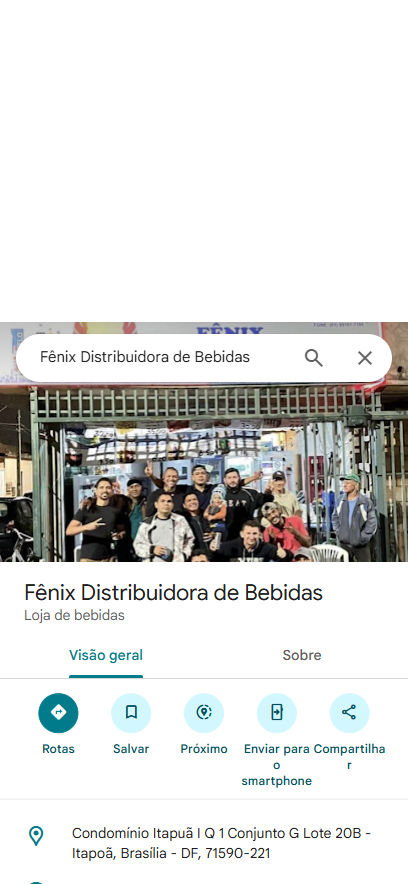 FÊNIX
Fênix Distribuidora de Bebidas
Fênix Distribuidora de Bebidas
Loja de bebidas
Visão geral
Sobre
Rotas
Salvar
Próximo
Enviar para
o
smartphone
Compartilha
r
Condomínio Itapuã I Q 1 Conjunto G Lote 20B -
Itapoã, Brasília - DF, 71590-221